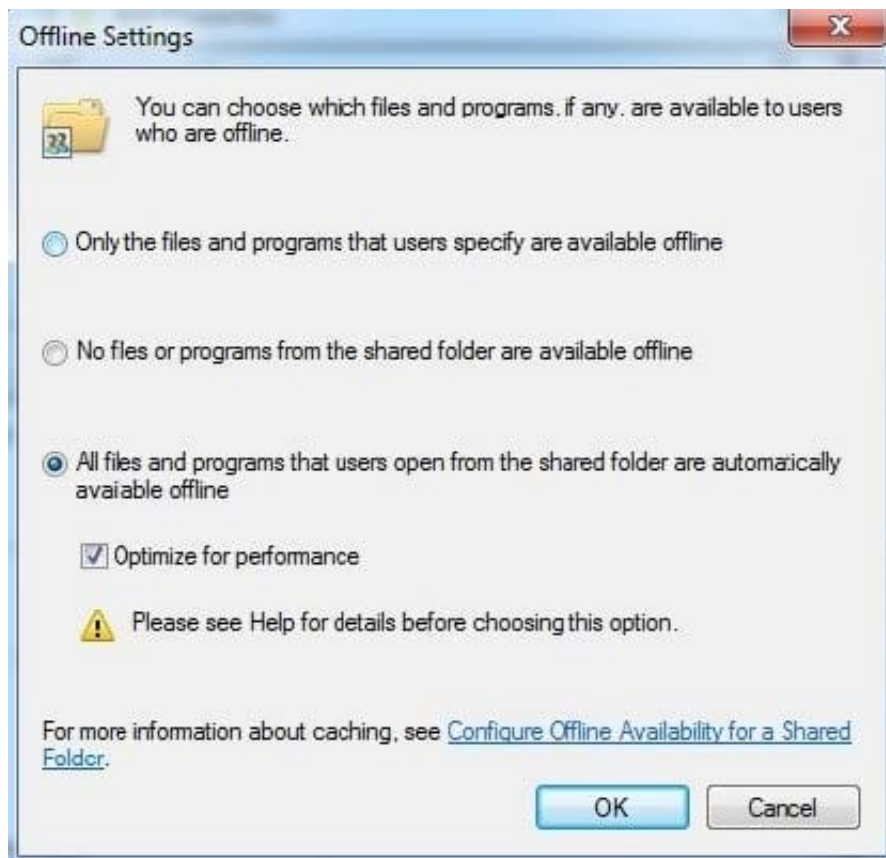 Offline Settings
You can choose which files and programs, if any, are available to users
who are offline.
Only the files and programs that users specify are available offline
No files or programs from the shared folder are available offline
All files and programs that users open from the shared folder are automatically
available offline
Optimize for performance
Please see Help for details before choosing this option.
For more information about caching, see Configure Offline Availability for a Shared
Folder.
OK
Cancel